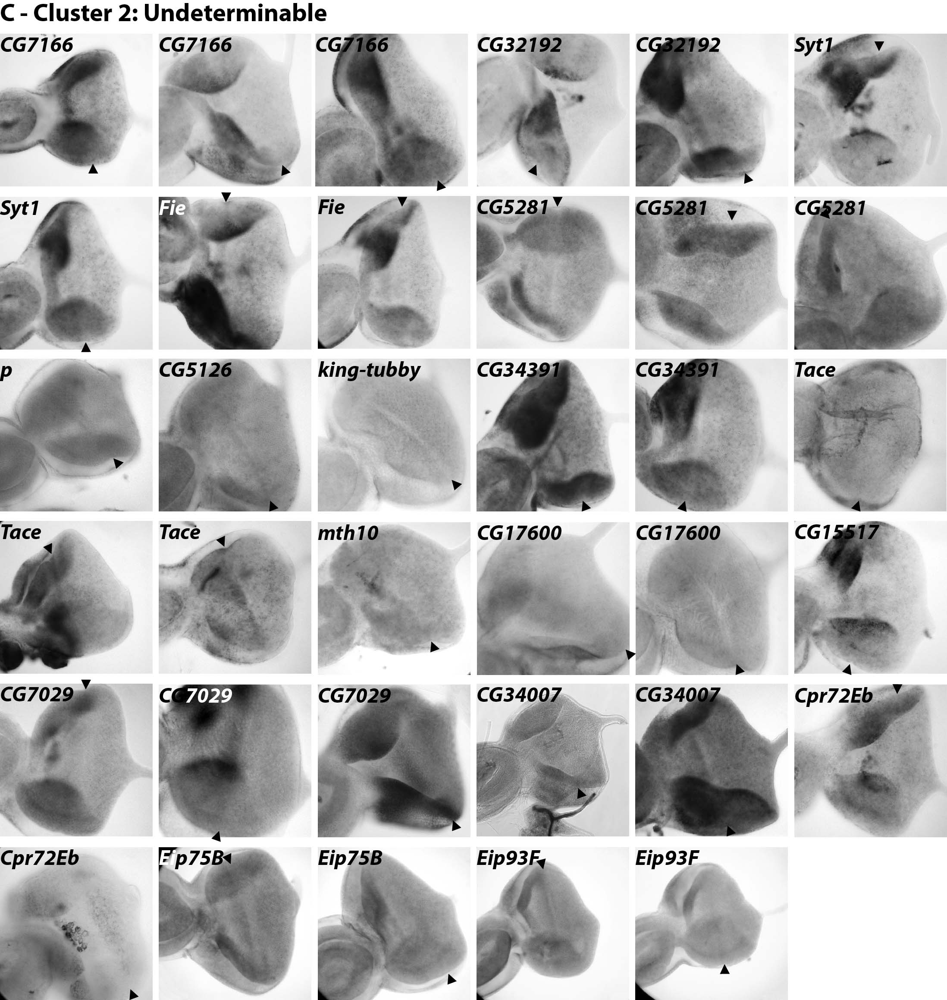 C - Cluster 2: Undeterminable
CG7166 CG7166 CG7166 CG32192 CG32192 Syt1
Syt1 Fie Fie CG5281 CG5281 CG5281
p CG5126 king-tubby CG34391 CG34391 Tace
Tace Tace mth10 CG17600 CG17600 CG15517
CG7029 CG7029 CG7029 CG34007 CG34007 Cpr72Eb
Cpr72Eb Eip75B Eip75B Eip93F Eip93F